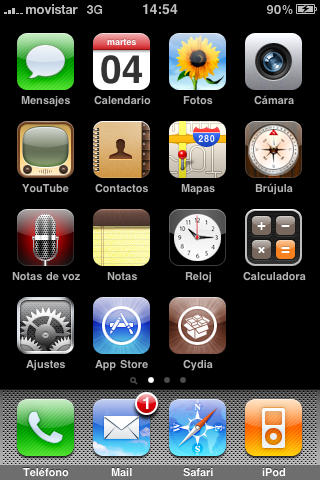 movistar 3G 14:54 90%
martes
04
280
Mensajes Calendario Fotos Cámara
YouTube Contactos Mapas Brújula
Notas de voz Notas Reloj Calculadora
Ajustes App Store Cydia
1
Teléfono Mail Safari iPod